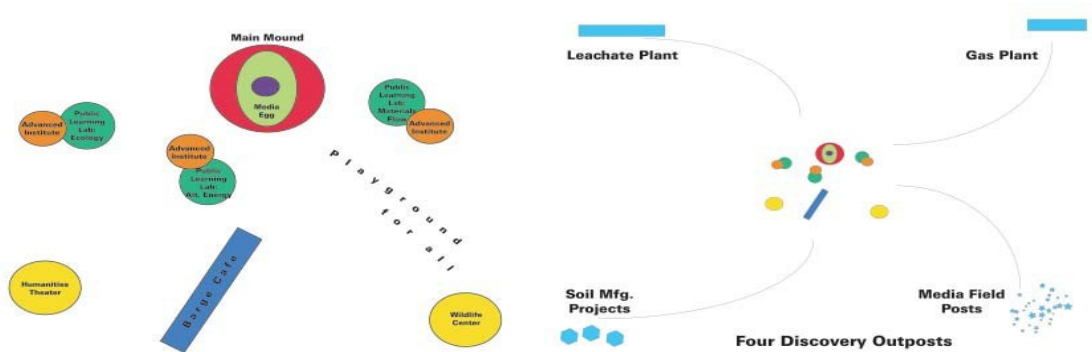 Main Mound
Media
Egg
Advanced
Institute
Public
Learning
Lab:
Ecology
Advanced
Institute
Public
Learning
Lab:
Alt. Energy
Public
Learning
Lab:
Materials
Flow
Advanced
Institute
Playground
for all
Humanities
Theater
Barge Cafe
Wildlife
Center
Leachate Plant
Gas Plant
Soil Mfg.
Projects
Media Field
Posts
Four Discovery Outposts